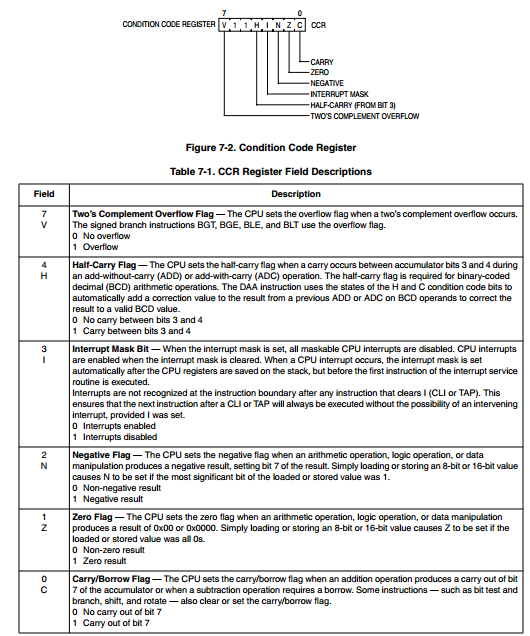 7 0
CONDITION CODE REGISTER V 1 1 H I N Z C CCR
CARRY
ZERO
NEGATIVE
INTERRUPT MASK
HALF-CARRY (FROM BIT 3)
TWO'S COMPLEMENT OVERFLOW
Figure 7-2. Condition Code Register
Table 7-1. CCR Register Field Descriptions
Field Description
7
V
Two's Complement Overflow Flag — The CPU sets the overflow flag when a two's complement overflow occurs.
The signed branch instructions BGT, BGE, BLE, and BLT use the overflow flag.
0 No overflow
1 Overflow
4
H
Half-Carry Flag — The CPU sets the half-carry flag when a carry occurs between accumulator bits 3 and 4 during
an add-without-carry (ADD) or add-with-carry (ADC) operation. The half-carry flag is required for binary-coded
decimal (BCD) arithmetic operations. The DAA instruction uses the states of the H and C condition code bits to
automatically add a correction value to the result from a previous ADD or ADC on BCD operands to correct the
result to a valid BCD value.
0 No carry between bits 3 and 4
1 Carry between bits 3 and 4
3
I
Interrupt Mask Bit — When the interrupt mask is set, all maskable CPU interrupts are disabled. CPU interrupts
are enabled when the interrupt mask is cleared. When a CPU interrupt occurs, the interrupt mask is set
automatically after the CPU registers are saved on the stack, but before the first instruction of the interrupt service
routine is executed.
Interrupts are not recognized at the instruction boundary after any instruction that clears I (CLI or TAP). This
ensures that the next instruction after a CLI or TAP will always be executed without the possibility of an intervening
interrupt, provided I was set.
0 Interrupts enabled
1 Interrupts disabled
2
N
Negative Flag — The CPU sets the negative flag when an arithmetic operation, logic operation, or data
manipulation produces a negative result, setting bit 7 of the result. Simply loading or storing an 8-bit or 16-bit value
causes N to be set if the most significant bit of the loaded or stored value was 1.
0 Non-negative result
1 Negative result
1
Z
Zero Flag — The CPU sets the zero flag when an arithmetic operation, logic operation, or data manipulation
produces a result of 0x00 or 0x0000. Simply loading or storing an 8-bit or 16-bit value causes Z to be set if the
loaded or stored value was all 0s.
0 Non-zero result
1 Zero result
0
C
Carry/Borrow Flag — The CPU sets the carry/borrow flag when an addition operation produces a carry out of bit
7 of the accumulator or when a subtraction operation requires a borrow. Some instructions — such as bit test and
branch, shift, and rotate — also clear or set the carry/borrow flag.
0 No carry out of bit 7
1 Carry out of bit 7